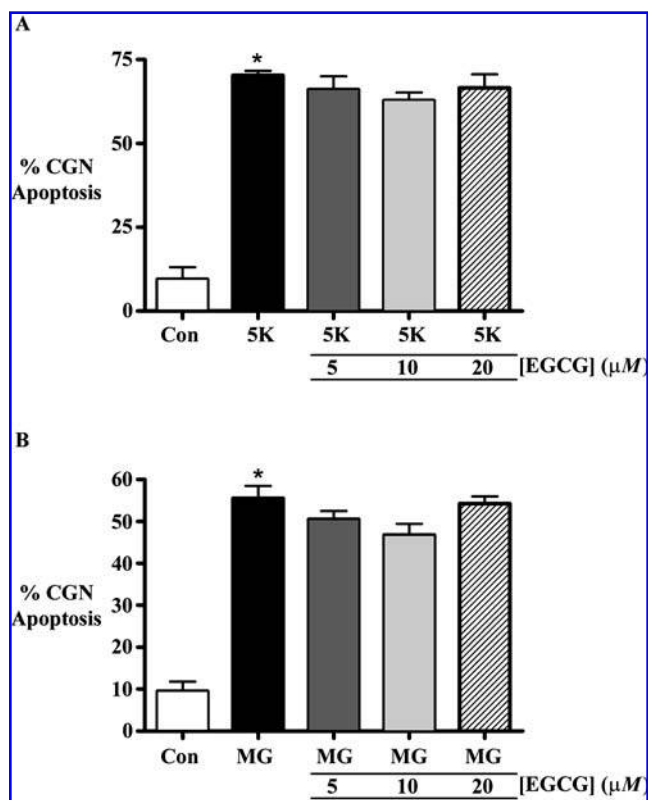 A
*
75
50
25
0
% CGN
Apoptosis
Con 5K 5K 5K 5K
5 10 20 [EGCG] (μM)
B
*
60
50
40
30
20
10
0
% CGN
Apoptosis
Con MG MG MG MG
5 10 20 [EGCG] (μM)